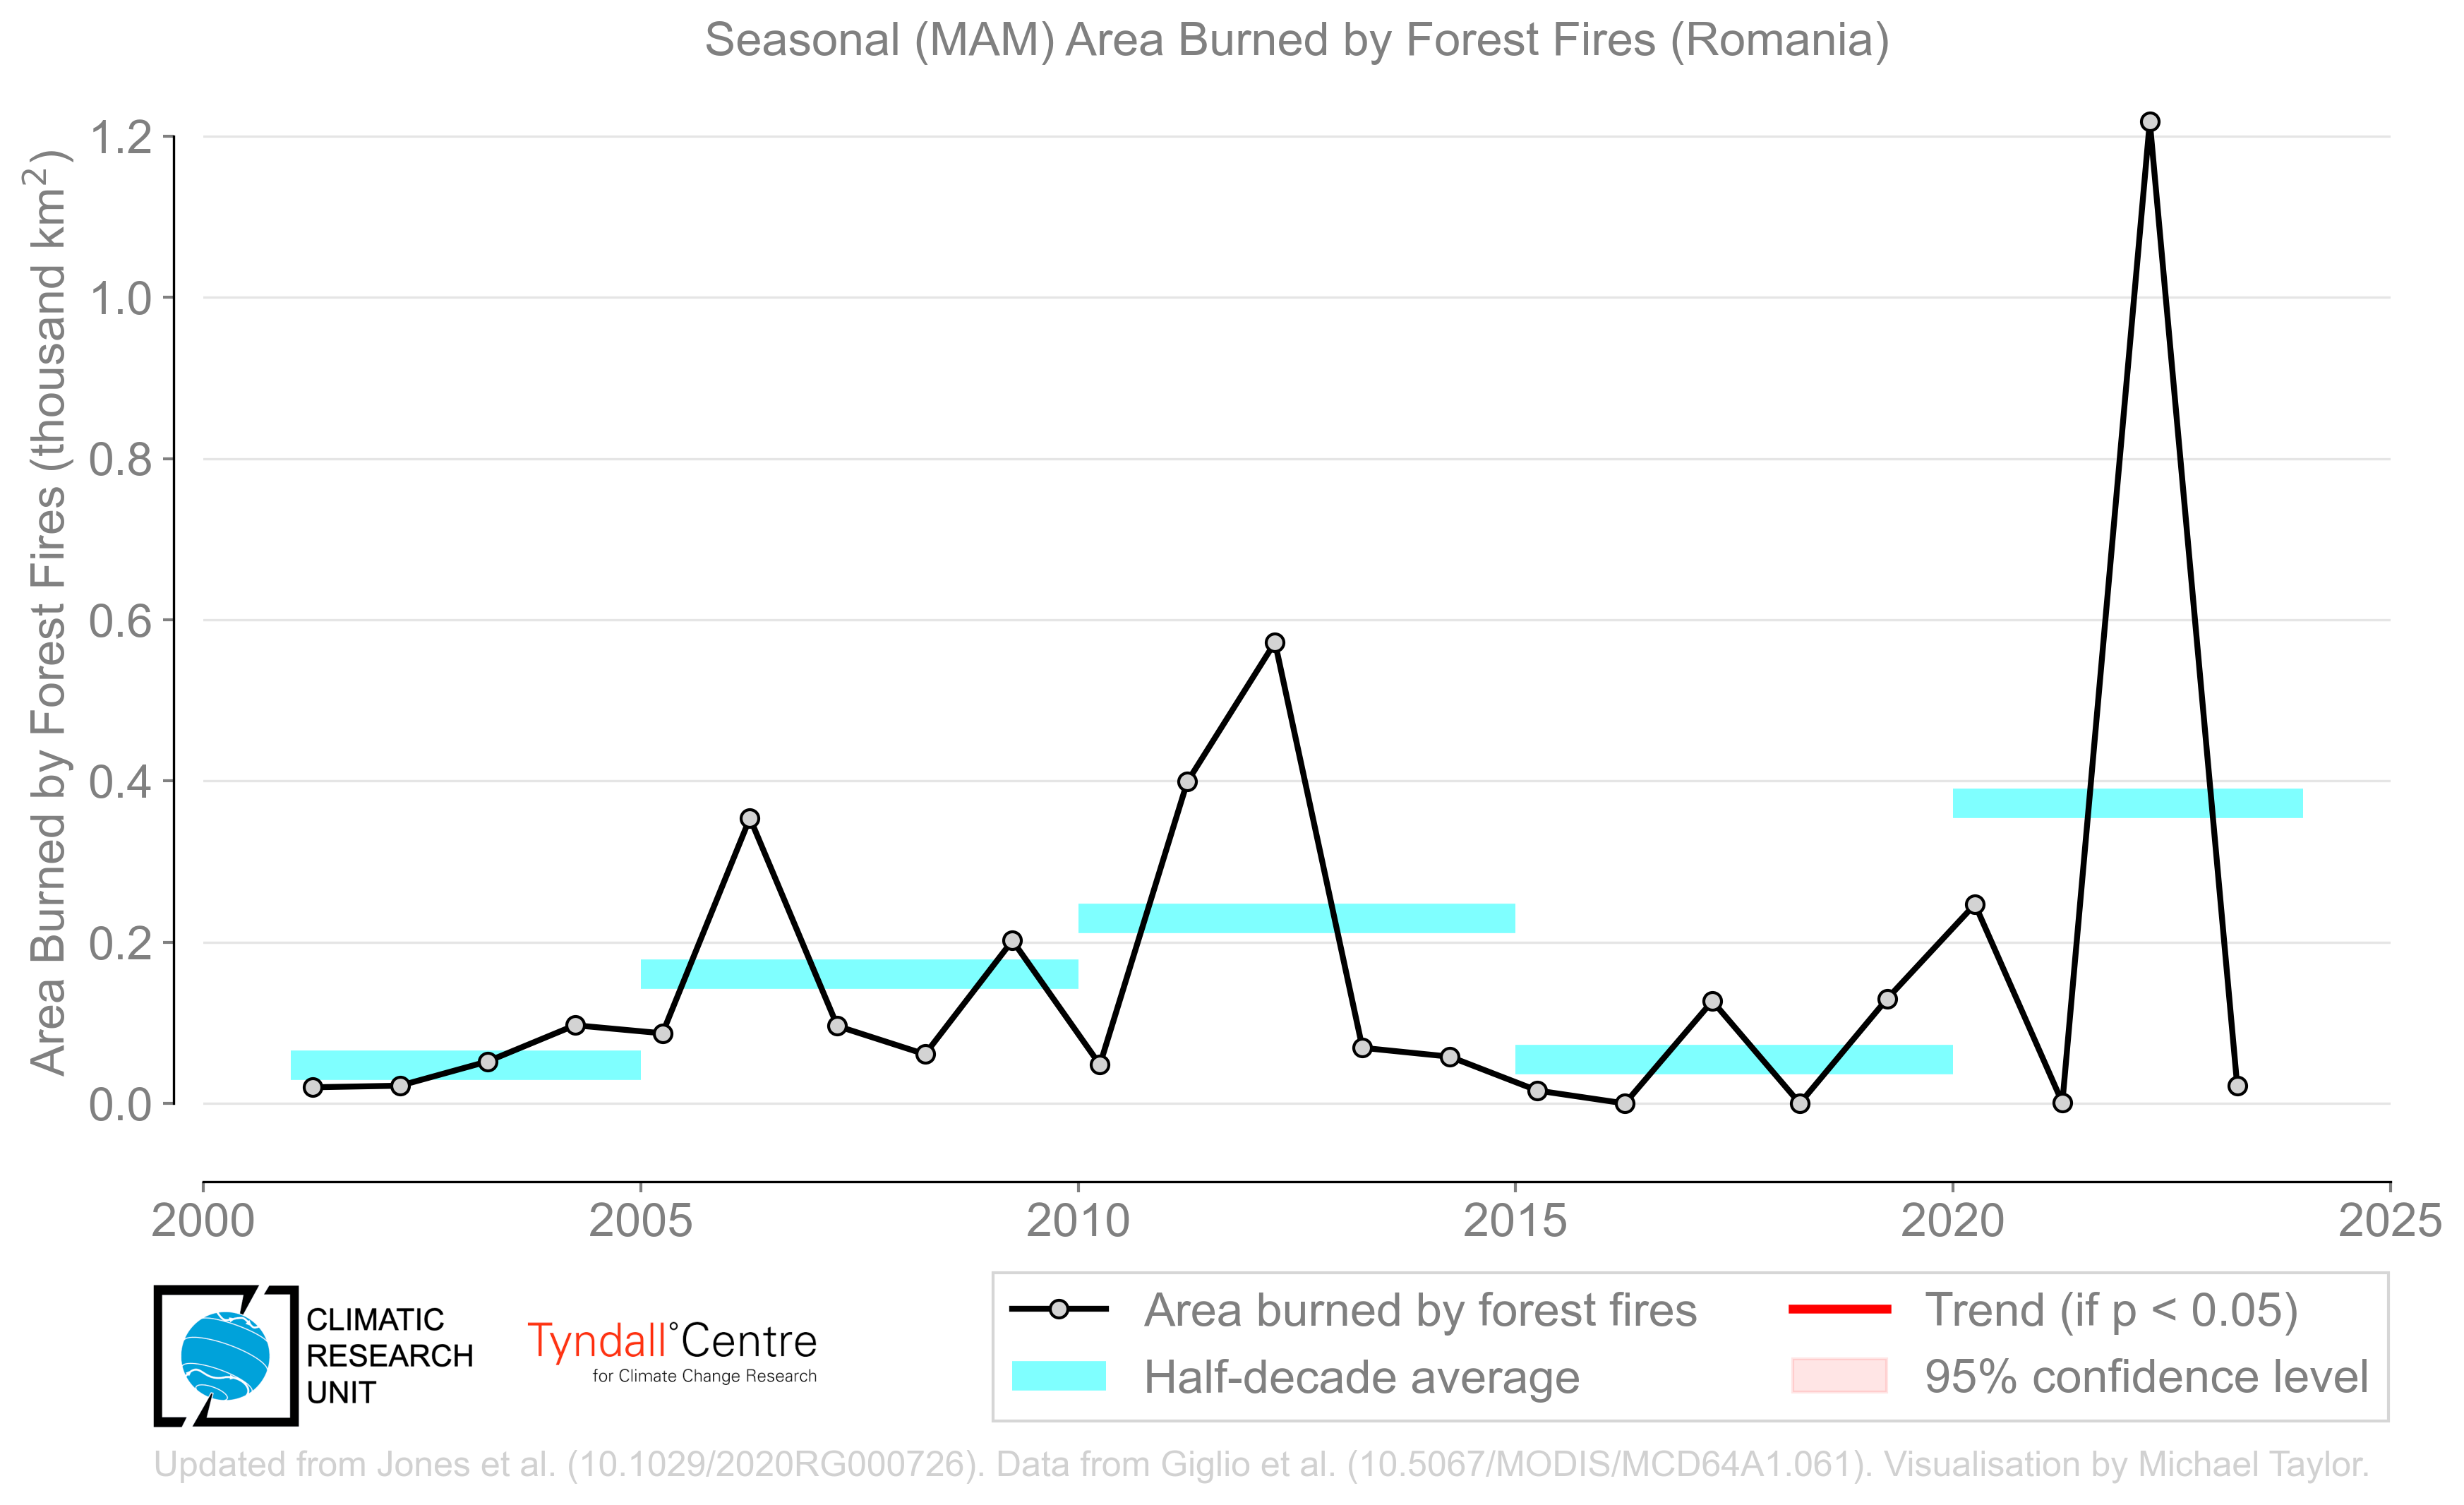 Seasonal (MAM) Area Burned by Forest Fires (Romania)
Area Burned by Forest Fires (thousand km²)
1.2
1.0
0.8
0.6
0.4
0.2
0.0
2000 2005 2010 2015 2020 2025
CLIMATIC
RESEARCH
UNIT
Tyndall°Centre
for Climate Change Research
Area burned by forest fires
Half-decade average
Trend (if p < 0.05)
95% confidence level
Updated from Jones et al. (10.1029/2020RG000726). Data from Giglio et al. (10.5067/MODIS/MCD64A1.061). Visualisation by Michael Taylor.